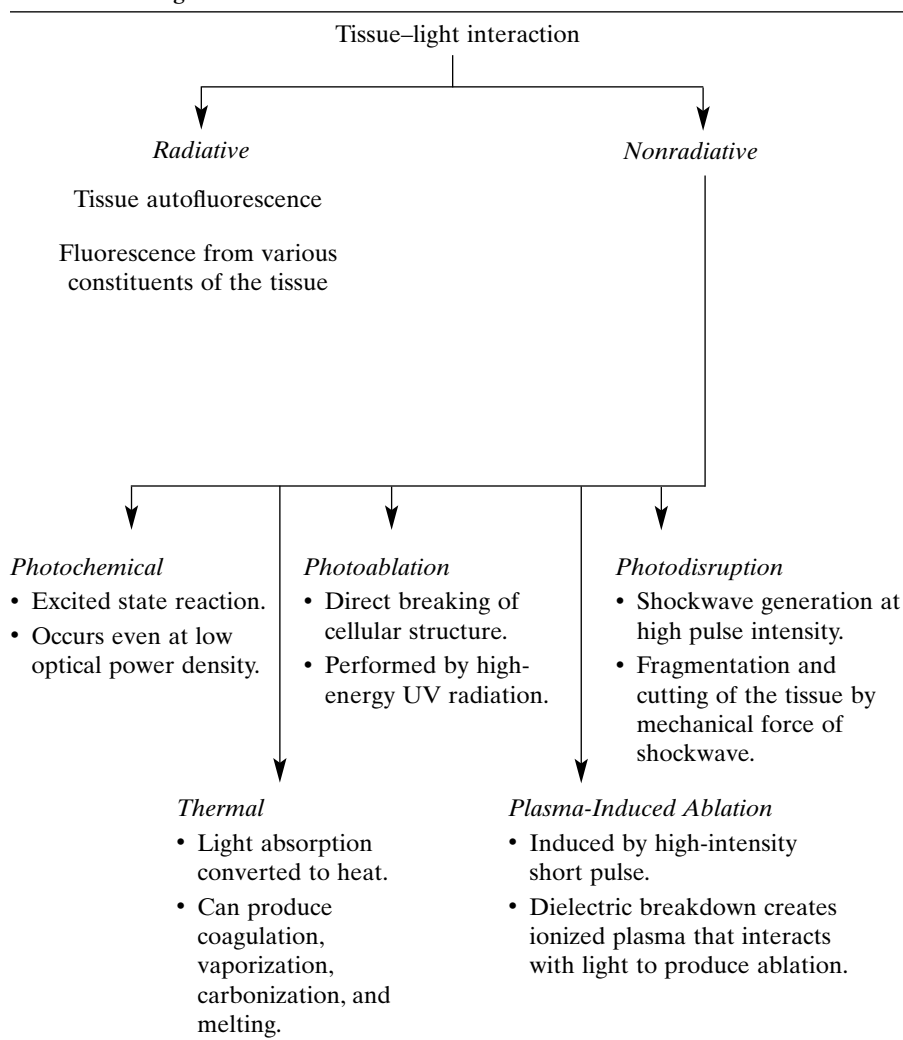 Tissue–light interaction
Radiative
Nonradiative
Tissue autofluorescence
Fluorescence from various
constituents of the tissue
Photochemical
• Excited state reaction.
• Occurs even at low
optical power density.
Photoablation
• Direct breaking of
cellular structure.
• Performed by high-
energy UV radiation.
Photodisruption
• Shockwave generation at
high pulse intensity.
• Fragmentation and
cutting of the tissue by
mechanical force of
shockwave.
Thermal
• Light absorption
converted to heat.
• Can produce
coagulation,
vaporization,
carbonization, and
melting.
Plasma-Induced Ablation
• Induced by high-intensity
short pulse.
• Dielectric breakdown creates
ionized plasma that interacts
with light to produce ablation.